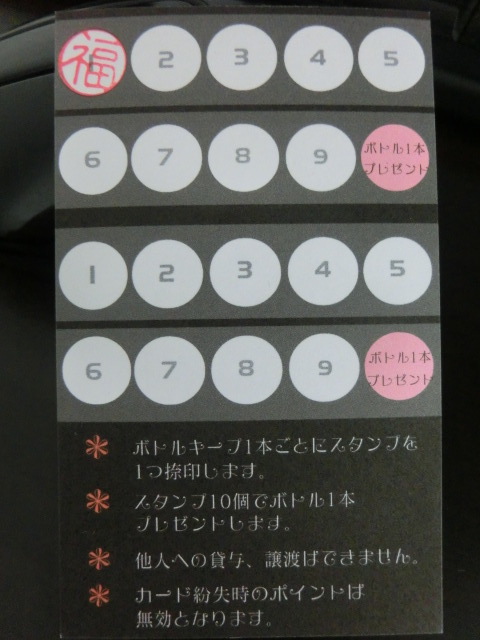 福 2 3 4 5
6 7 8 9 ボトル1本
プレゼント
1 2 3 4 5
6 7 8 9 ボトル1本
プレゼント
* ボトルキープ1本ごとにスタンプを
1つ捺印します。
* スタンプ10個でボトル1本
プレゼントします。
* 他人への貸与、譲渡はできません。
* カード紛失時のポイントは
無効となります。